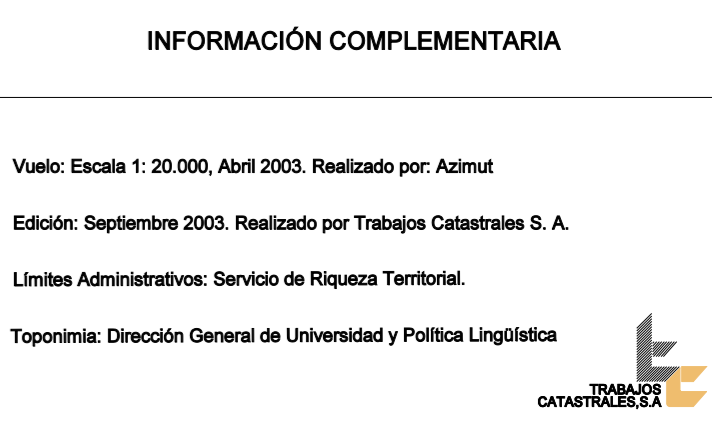 INFORMACIÓN COMPLEMENTARIA
Vuelo: Escala 1: 20.000, Abril 2003. Realizado por: Azimut
Edición: Septiembre 2003. Realizado por Trabajos Catastrales S. A.
Límites Administrativos: Servicio de Riqueza Territorial.
Toponimia: Dirección General de Universidad y Política Lingüística
TRABAJOS
CATASTRALES,S.A